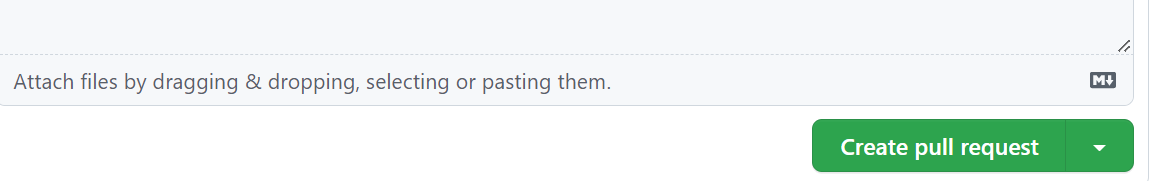 Attach files by dragging & dropping, selecting or pasting them.
M
Create pull request